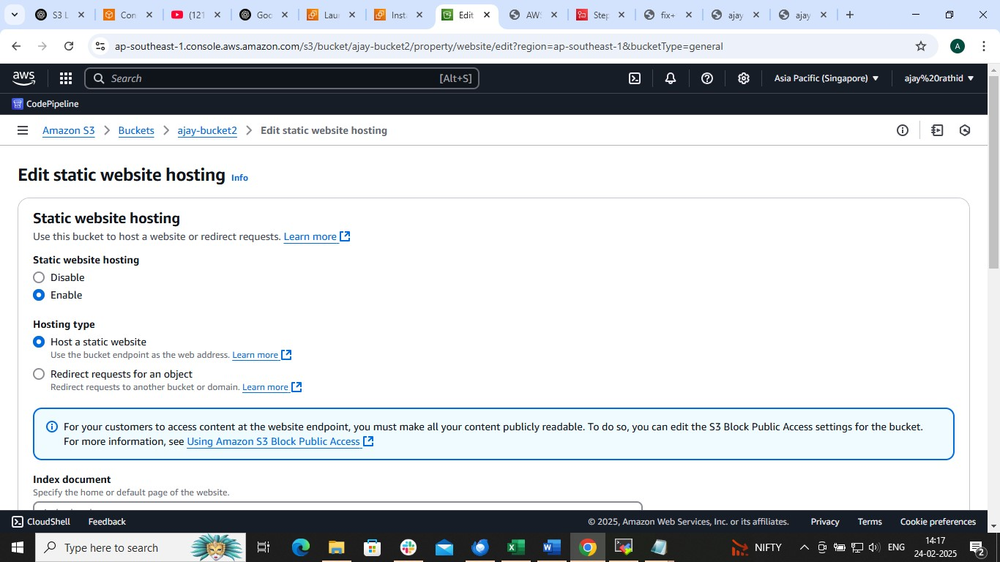 S3 L
Con
(121
Goc
Lau
Insta
Edit
AW
Step
fix+
ajay
ajay
ap-southeast-1.console.aws.amazon.com/s3/bucket/ajay-bucket2/property/website/edit?region=ap-southeast-1&bucketType=general
A
aws
Search
[Alt+S]
Asia Pacific (Singapore)
ajay%20rathid
CodePipeline
Amazon S3 > Buckets > ajay-bucket2 > Edit static website hosting
Edit static website hosting Info
Static website hosting
Use this bucket to host a website or redirect requests. Learn more
Static website hosting
Disable
Enable
Hosting type
Host a static website
Use the bucket endpoint as the web address. Learn more
Redirect requests for an object
Redirect requests to another bucket or domain. Learn more
For your customers to access content at the website endpoint, you must make all your content publicly readable. To do so, you can edit the S3 Block Public Access settings for the bucket.
For more information, see Using Amazon S3 Block Public Access
Index document
Specify the home or default page of the website.
CloudShell
Feedback
© 2025, Amazon Web Services, Inc. or its affiliates.
Privacy
Terms
Cookie preferences
Type here to search
NIFTY
ENG
14:17
24-02-2025
2